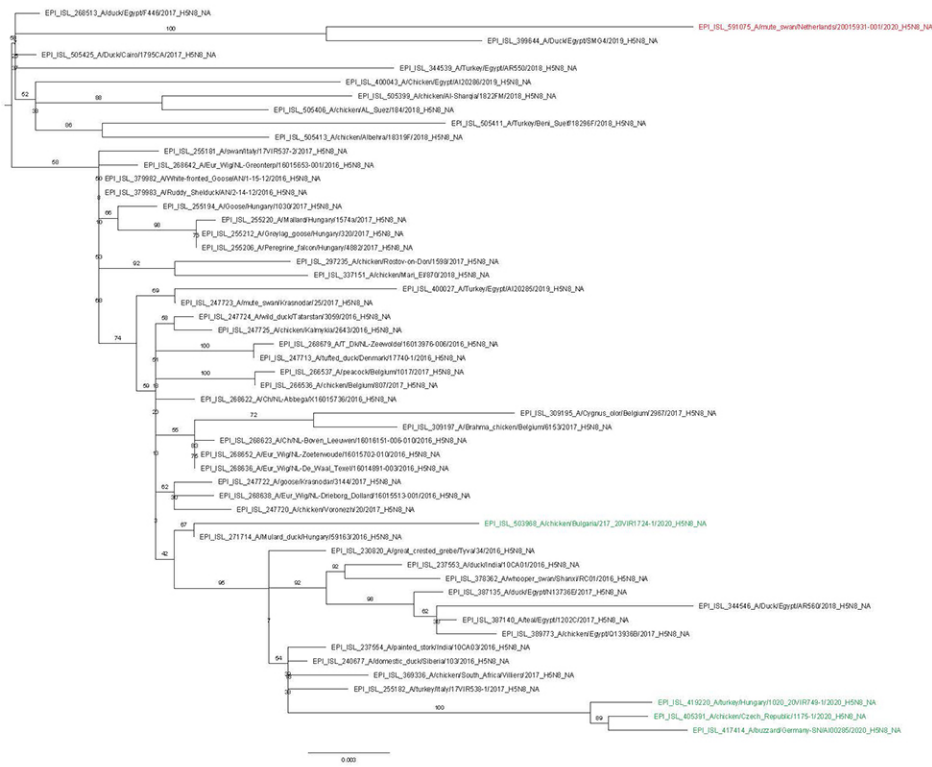 EPI_ISL_268513_A/duck/Egypt/F446/2017_H5N8_NA
100
EPI_ISL_591075_A/mute_swan/Netherlands/20015931-001/2020_H5N8_NA
EPI_ISL_399644_A/Duck/Egypt/SMG4/2019_H5N8_NA
EPI_ISL_505425_A/Duck/Cairo/1795CA/2017_H5N8_NA
EPI_ISL_344539_A/Turkey/Egypt/AR550/2018_H5N8_NA
EPI_ISL_400043_A/Chicken/Egypt/AI20286/2019_H5N8_NA
52
EPI_ISL_505399_A/chicken/Al-Sharqia/1822FM/2018_H5N8_NA
88
EPI_ISL_505406_A/chicken/AL_Suez/184/2018_H5N8_NA
38
EPI_ISL_505411_A/Turkey/Beni_Sueif/18296F/2018_H5N8_NA
96
EPI_ISL_505413_A/chicken/Albehra/18319F/2018_H5N8_NA
EPI_ISL_255181_A/swan/Italy/17VIR537-2/2017_H5N8_NA
58
EPI_ISL_268642_A/Eur_Wig/NL-Greonterp/16015653-001/2016_H5N8_NA
EPI_ISL_379982_A/White-fronted_Goose/AN/1-15-12/2016_H5N8_NA
EPI_ISL_379983_A/Ruddy_Shelduck/AN/2-14-12/2016_H5N8_NA
EPI_ISL_255194_A/Goose/Hungary/1030/2017_H5N8_NA
66
EPI_ISL_255220_A/Mallard/Hungary/1574a/2017_H5N8_NA
98
EPI_ISL_255212_A/Greylag_goose/Hungary/320/2017_H5N8_NA
EPI_ISL_255206_A/Peregrine_falcon/Hungary/4882/2017_H5N8_NA
EPI_ISL_297235_A/chicken/Rostov-on-Don/1598/2017_H5N8_NA
92
EPI_ISL_337151_A/chicken/Mari_El/870/2018_H5N8_NA
EPI_ISL_400027_A/Turkey/Egypt/AI20285/2019_H5N8_NA
69
EPI_ISL_247723_A/mute_swan/Krasnodar/25/2017_H5N8_NA
EPI_ISL_247724_A/wild_duck/Tatarstan/3059/2016_H5N8_NA
58
EPI_ISL_247725_A/chicken/Kalmykia/2643/2016_H5N8_NA
74
EPI_ISL_268679_A/T_Dk/NL-Zeewolde/16013976-006/2016_H5N8_NA
100
EPI_ISL_247713_A/tufted_duck/Denmark/17740-1/2016_H5N8_NA
EPI_ISL_266537_A/peacock/Belgium/1017/2017_H5N8_NA
100
EPI_ISL_266536_A/chicken/Belgium/807/2017_H5N8_NA
EPI_ISL_268622_A/Ch/NL-Abbega/X16015736/2016_H5N8_NA
EPI_ISL_309195_A/Cygnus_olor/Belgium/2967/2017_H5N8_NA
72
EPI_ISL_309197_A/Brahma_chicken/Belgium/6153/2017_H5N8_NA
55
EPI_ISL_268623_A/Ch/NL-Boven_Leeuwen/16016151-006-010/2016_H5N8_NA
EPI_ISL_268652_A/Eur_Wig/NL-Zoeterwoude/16015702-010/2016_H5N8_NA
EPI_ISL_268636_A/Eur_Wig/NL-De_Waal_Texel/16014891-003/2016_H5N8_NA
EPI_ISL_247722_A/goose/Krasnodar/3144/2017_H5N8_NA
62
EPI_ISL_268638_A/Eur_Wig/NL-Drieborg_Dollard/16015513-001/2016_H5N8_NA
EPI_ISL_247720_A/chicken/Voronezh/20/2017_H5N8_NA
EPI_ISL_503968_A/chicken/Bulgaria/217_20VIR1724-1/2020_H5N8_NA
67
EPI_ISL_271714_A/Mulard_duck/Hungary/59163/2016_H5N8_NA
42
EPI_ISL_230820_A/great_crested_grebe/Tyva/34/2016_H5N8_NA
EPI_ISL_237553_A/duck/India/10CA01/2016_H5N8_NA
92
EPI_ISL_378362_A/whooper_swan/Shanxi/RC01/2016_H5N8_NA
95
92
EPI_ISL_387135_A/duck/Egypt/N13736E/2017_H5N8_NA
98
EPI_ISL_344546_A/Duck/Egypt/AR560/2018_H5N8_NA
62
EPI_ISL_387140_A/teal/Egypt/1202C/2017_H5N8_NA
EPI_ISL_389773_A/chicken/Egypt/Q13936B/2017_H5N8_NA
EPI_ISL_237554_A/painted_stork/India/10CA03/2016_H5N8_NA
54
EPI_ISL_240677_A/domestic_duck/Siberia/103/2016_H5N8_NA
EPI_ISL_369336_A/chicken/South_Africa/Villiers/2017_H5N8_NA
EPI_ISL_255182_A/turkey/Italy/17VIR538-1/2017_H5N8_NA
EPI_ISL_419220_A/turkey/Hungary/1020_20VIR749-1/2020_H5N8_NA
100
EPI_ISL_405391_A/chicken/Czech_Republic/1175-1/2020_H5N8_NA
89
EPI_ISL_417414_A/buzzard/Germany-SN/AI00285/2020_H5N8_NA
0.003